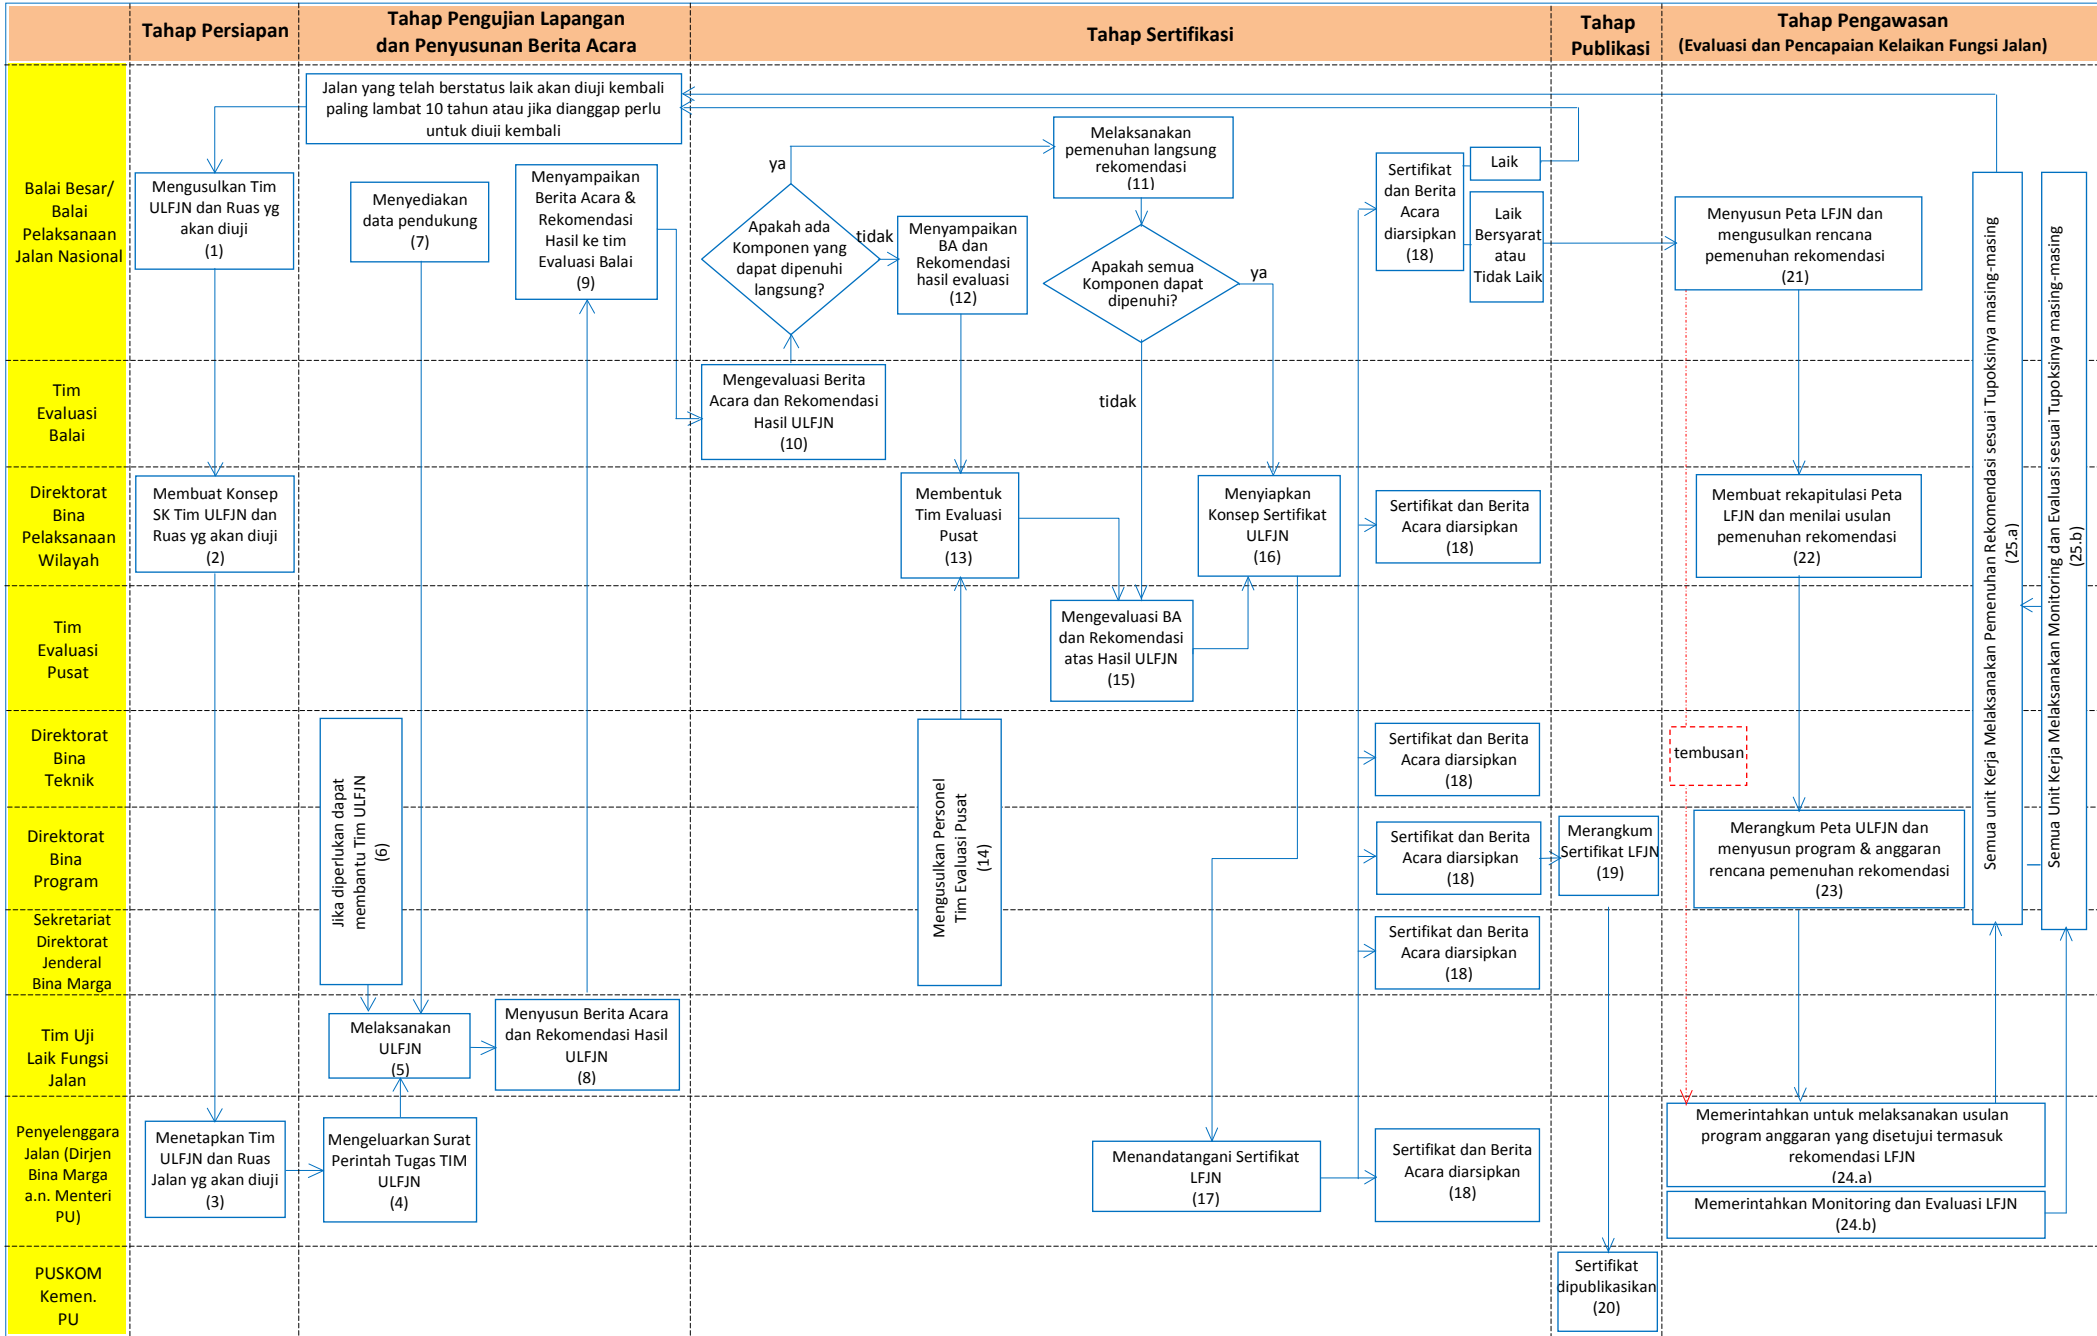 Tahap Persiapan
Tahap Pengujian Lapangan
dan Penyusunan Berita Acara
Tahap Sertifikasi
Tahap
Publikasi
Tahap Pengawasan
(Evaluasi dan Pencapaian Kelaikan Fungsi Jalan)
Balai Besar/
Balai
Pelaksanaan
Jalan Nasional
Jalan yang telah berstatus laik akan diuji kembali
paling lambat 10 tahun atau jika dianggap perlu
untuk diuji kembali
Mengusulkan Tim
ULFJN dan Ruas yg
akan diuji
(1)
Menyediakan
data pendukung
(7)
Menyampaikan
Berita Acara &
Rekomendasi
Hasil ke tim
Evaluasi Balai
(9)
ya
Apakah ada
Komponen yang
dapat dipenuhi
langsung?
tidak
Menyampaikan
BA dan
Rekomendasi
hasil evaluasi
(12)
Melaksanakan
pemenuhan langsung
rekomendasi
(11)
Apakah semua
Komponen dapat
dipenuhi?
ya
tidak
Sertifikat
dan Berita
Acara
diarsipkan
(18)
Laik
Laik
Bersyarat
atau
Tidak Laik
Menyusun Peta LFJN dan
mengusulkan rencana
pemenuhan rekomendasi
(21)
Semua unit Kerja Melaksanakan Pemenuhan Rekomendasi sesuai Tupoksinya masing-masing
(25.a)
Semua Unit Kerja Melaksanakan Monitoring dan Evaluasi sesuai Tupoksinya masing-masing
(25.b)
Tim
Evaluasi
Balai
Mengevaluasi Berita
Acara dan Rekomendasi
Hasil ULFJN
(10)
Direktorat
Bina
Pelaksanaan
Wilayah
Membuat Konsep
SK Tim ULFJN dan
Ruas yg akan diuji
(2)
Membentuk
Tim Evaluasi
Pusat
(13)
Menyiapkan
Konsep Sertifikat
ULFJN
(16)
Sertifikat dan Berita
Acara diarsipkan
(18)
Membuat rekapitulasi Peta
LFJN dan menilai usulan
pemenuhan rekomendasi
(22)
Tim
Evaluasi
Pusat
Mengevaluasi BA
dan Rekomendasi
atas Hasil ULFJN
(15)
Direktorat
Bina
Teknik
Jika diperlukan dapat
membantu Tim ULFJN
(6)
Mengusulkan Personel
Tim Evaluasi Pusat
(14)
Sertifikat dan Berita
Acara diarsipkan
(18)
tembusan
Direktorat
Bina
Program
Sertifikat dan Berita
Acara diarsipkan
(18)
Merangkum
Sertifikat LFJN
(19)
Merangkum Peta ULFJN dan
menyusun program & anggaran
rencana pemenuhan rekomendasi
(23)
Sekretariat
Direktorat
Jenderal
Bina Marga
Sertifikat dan Berita
Acara diarsipkan
(18)
Tim Uji
Laik Fungsi
Jalan
Melaksanakan
ULFJN
(5)
Menyusun Berita Acara
dan Rekomendasi Hasil
ULFJN
(8)
Penyelenggara
Jalan (Dirjen
Bina Marga
a.n. Menteri
PU)
Menetapkan Tim
ULFJN dan Ruas
Jalan yg akan diuji
(3)
Mengeluarkan Surat
Perintah Tugas TIM
ULFJN
(4)
Menandatangani Sertifikat
LFJN
(17)
Sertifikat dan Berita
Acara diarsipkan
(18)
Memerintahkan untuk melaksanakan usulan
program anggaran yang disetujui termasuk
rekomendasi LFJN
(24.a)
Memerintahkan Monitoring dan Evaluasi LFJN
(24.b)
PUSKOM
Kemen.
PU
Sertifikat
dipublikasikan
(20)